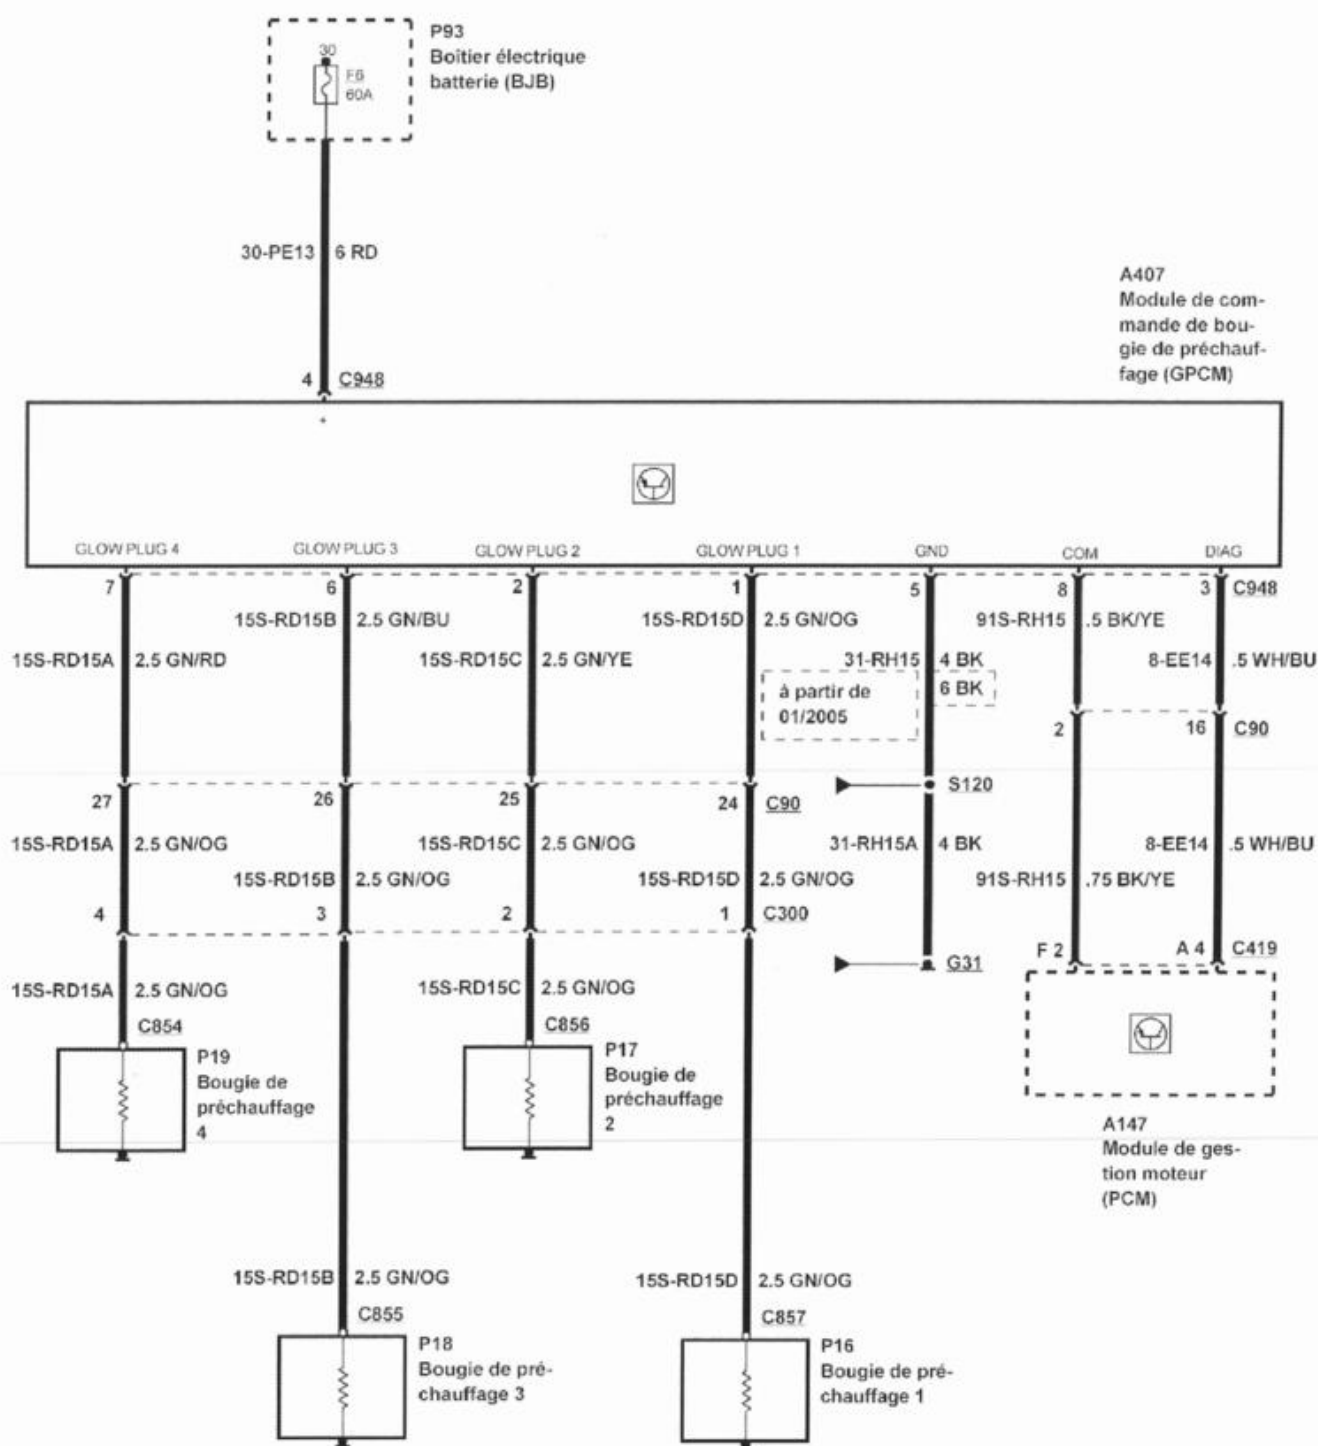 P93
Boîtier électrique
batterie (BJB)
30
F6
60A
30-PE13 6 RD
A407
Module de com-
mande de bou-
gie de préchauf-
fage (GPCM)
4 C948
+
GLOW PLUG 4 GLOW PLUG 3 GLOW PLUG 2 GLOW PLUG 1 GND COM DIAG
7 6 2 1 5 8 3 C948
15S-RD15B 2.5 GN/BU 15S-RD15D 2.5 GN/OG 91S-RH15 .5 BK/YE
15S-RD15A 2.5 GN/RD 15S-RD15C 2.5 GN/YE 31-RH15 4 BK 8-EE14 .5 WH/BU
à partir de
01/2005
6 BK
2 16 C90
S120
27 26 25 24 C90
15S-RD15A 2.5 GN/OG 15S-RD15C 2.5 GN/OG 31-RH15A 4 BK 8-EE14 .5 WH/BU
15S-RD15B 2.5 GN/OG 15S-RD15D 2.5 GN/OG 91S-RH15 .75 BK/YE
4 3 2 1 C300
F 2 A 4 C419
G31
15S-RD15A 2.5 GN/OG 15S-RD15C 2.5 GN/OG
C854 C856
P19
Bougie de
préchauffage
4
P17
Bougie de
préchauffage
2
A147
Module de ges-
tion moteur
(PCM)
15S-RD15B 2.5 GN/OG 15S-RD15D 2.5 GN/OG
C855 C857
P18
Bougie de pré-
chauffage 3
P16
Bougie de pré-
chauffage 1